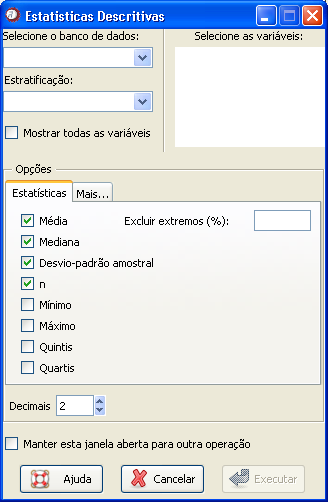 Estatisticas Descritivas
Selecione o banco de dados:
Selecione as variáveis:
Estratificação:
Mostrar todas as variáveis
Opções
Estatísticas
Mais...
Média
Excluir extremos (%):
Mediana
Desvio-padrão amostral
n
Mínimo
Máximo
Quintis
Quartis
Decimais 2
Manter esta janela aberta para outra operação
Ajuda
Cancelar
Executar